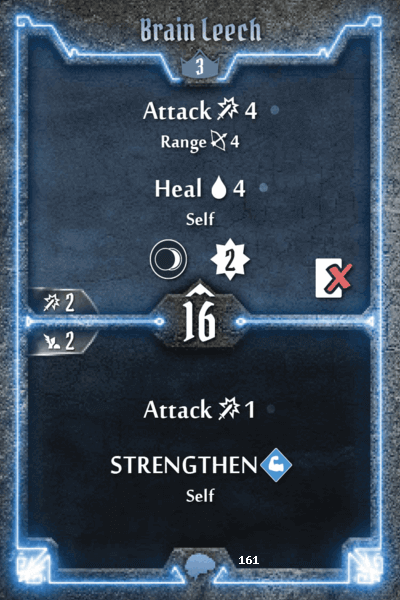 Brain Leech
3
Attack 4
Range 4
Heal 4
Self
2
2
16
2
Attack 1
STRENGTHEN
Self
161